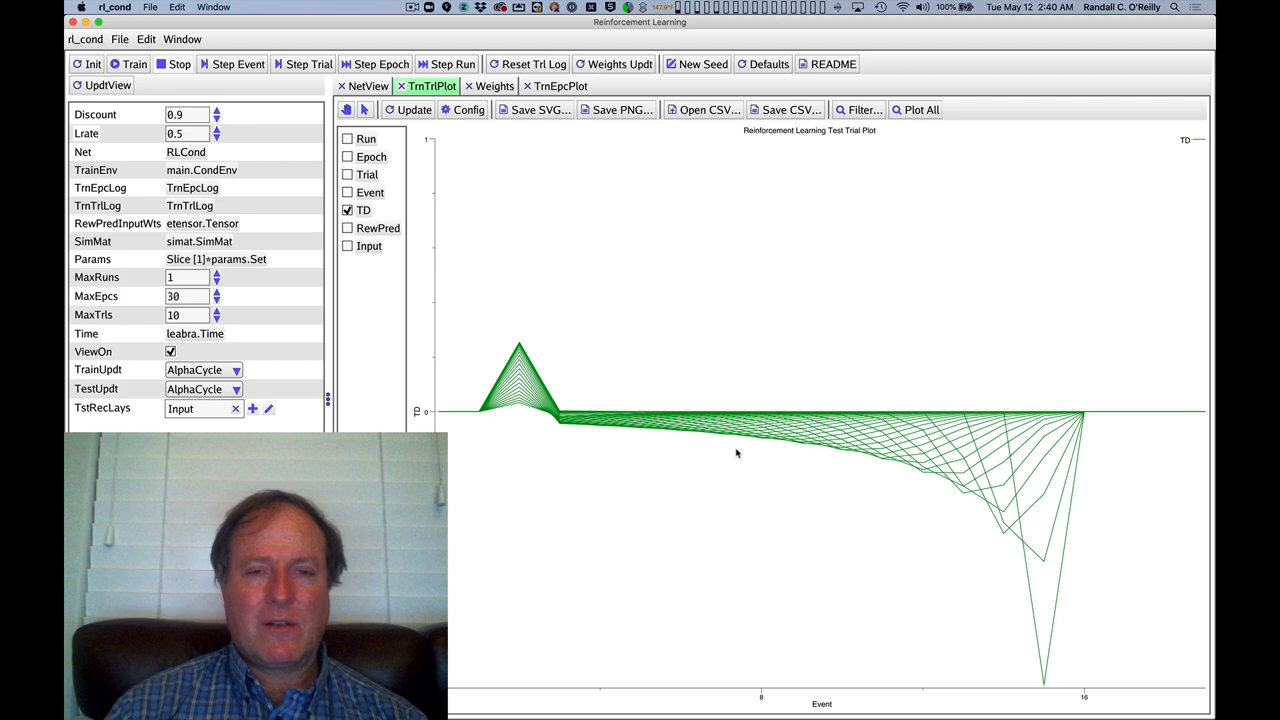 rl_cond File Edit Window 147.9°F 100% Tue May 12 2:40 AM Randall C. O'Reilly
Reinforcement Learning
rl_cond File Edit Window
Init Train Stop Step Event Step Trial Step Epoch Step Run Reset Trl Log Weights Updt New Seed Defaults README
UpdtView
NetView TrnTrlPlot Weights TrnEpcPlot
Update Config Save SVG... Save PNG... Open CSV... Save CSV... Filter... Plot All
Discount 0.9
Lrate 0.5
Net RLCond
TrainEnv main.CondEnv
TrnEpcLog TrnEpcLog
TrnTrlLog TrnTrlLog
RewPredInputWts etensor.Tensor
SimMat simat.SimMat
Params Slice [1]*params.Set
MaxRuns 1
MaxEpcs 30
MaxTrls 10
Time leabra.Time
ViewOn
TrainUpdt AlphaCycle
TestUpdt AlphaCycle
TstRecLays Input
Run
Epoch
Trial
Event
TD
RewPred
Input
Reinforcement Learning Test Trial Plot
TD
1
0
TD
8
16
Event